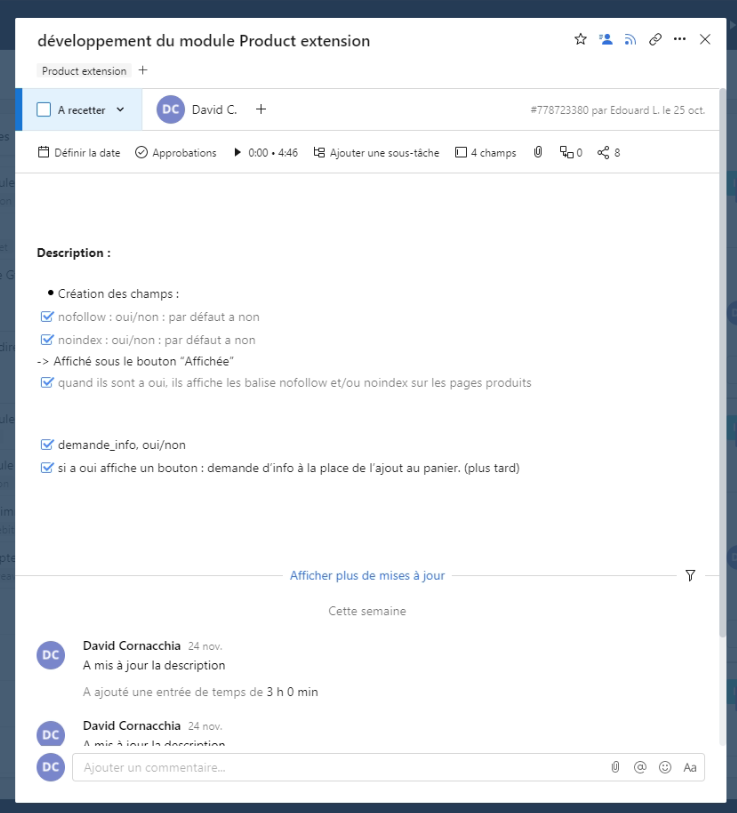 développement du module Product extension
Product extension +
A recetter
DC David C. +
#778723380 par Edouard L. le 25 oct.
Définir la date Approbations 0:00 • 4:46 Ajouter une sous-tâche 4 champs 0 8
Description :
• Création des champs :
nofollow : oui/non : par défaut a non
noindex : oui/non : par défaut a non
-> Affiché sous le bouton "Affichée"
quand ils sont a oui, ils affiche les balise nofollow et/ou noindex sur les pages produits
demande_info, oui/non
si a oui affiche un bouton : demande d'info à la place de l'ajout au panier. (plus tard)
Afficher plus de mises à jour
Cette semaine
DC David Cornacchia 24 nov.
A mis à jour la description
A ajouté une entrée de temps de 3 h 0 min
DC David Cornacchia 24 nov.
A mis à jour la description
DC Ajouter un commentaire... @ Aa